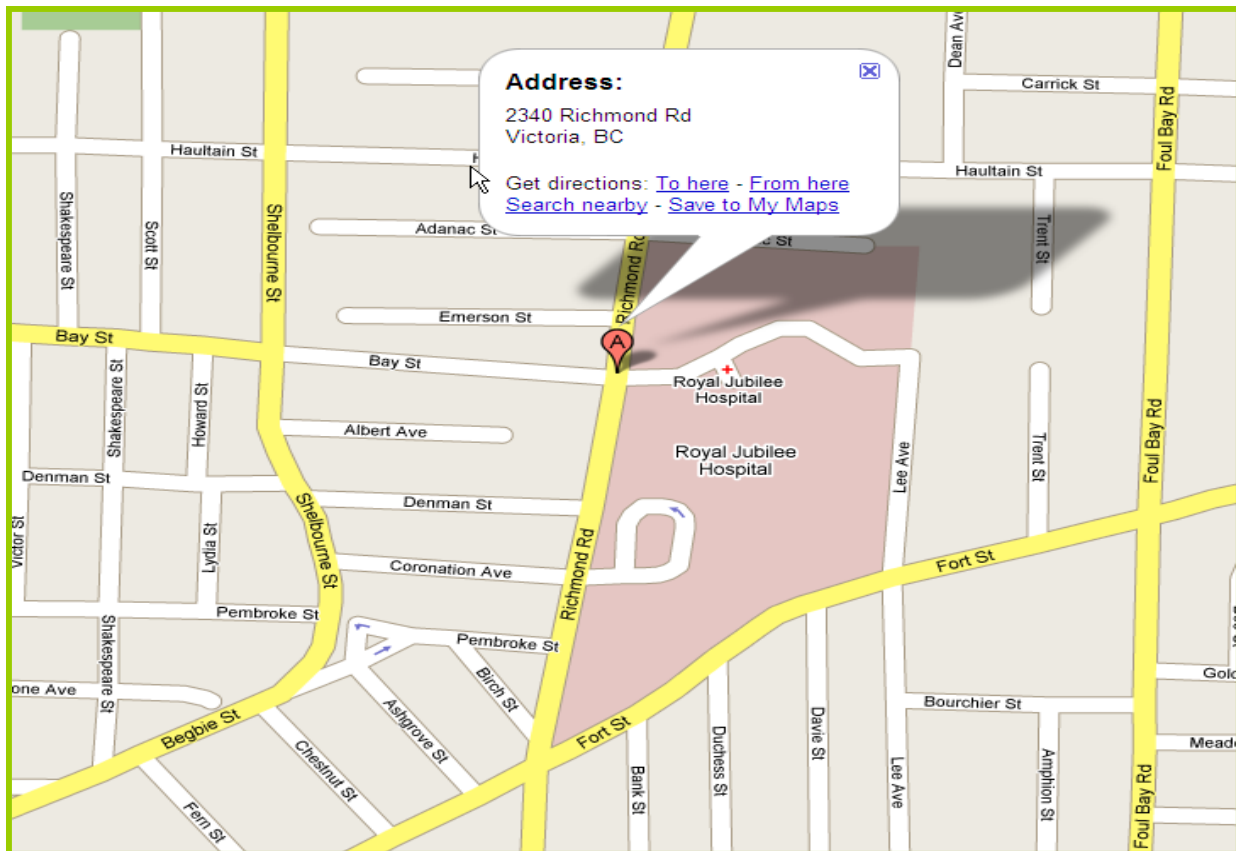 Address:
2340 Richmond Rd
Victoria, BC
Get directions: To here - From here
Search nearby - Save to My Maps
Dean Av
Carrick St
Foul Bay Rd
Haultain St
H
Haultain St
Shakespeare St
Scott St
Shelbourne St
Adanac St
St
Trent St
Richmond Rd
Emerson St
Bay St
Bay St
A
Royal Jubilee
Hospital
Royal Jubilee
Hospital
Shakespeare St
Howard St
Albert Ave
Lee Ave
Trent St
Foul Bay Rd
Denman St
Denman St
Shelbourne St
Victor St
Lydia St
Richmond Rd
Coronation Ave
Fort St
Pembroke St
Pembroke St
Shakespeare St
Birch St
one Ave
Begbie St
Ashgrove St
Chestnut St
Fern St
Fort St
Bank St
Duchess St
Davie St
Lee Ave
Bourchier St
Amphion St
Foul Bay Rd
Gold
Meado